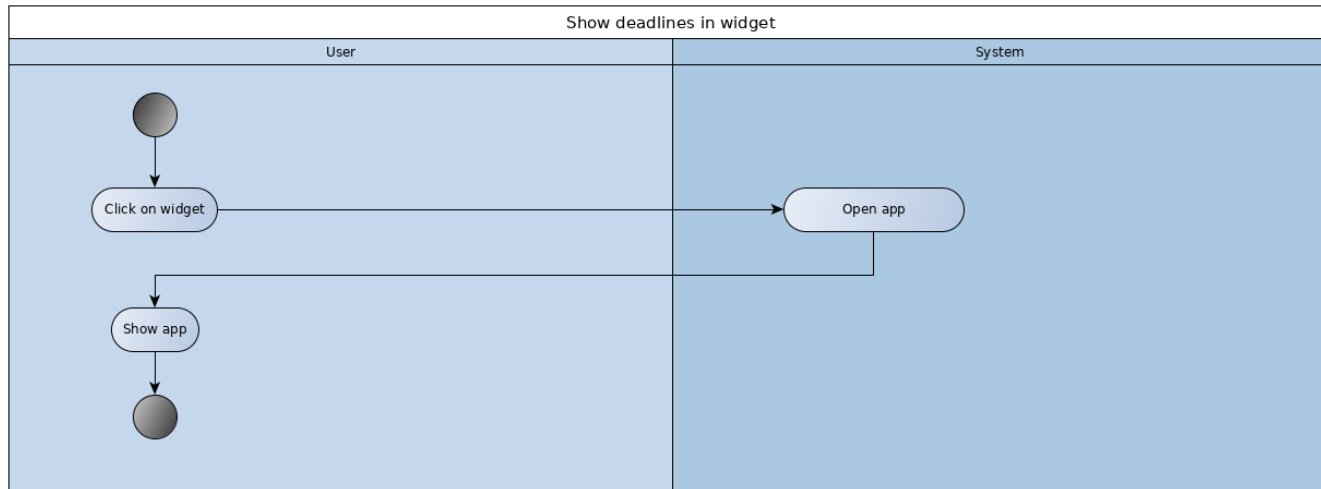 Show deadlines in widget
User
System
Click on widget
Open app
Show app